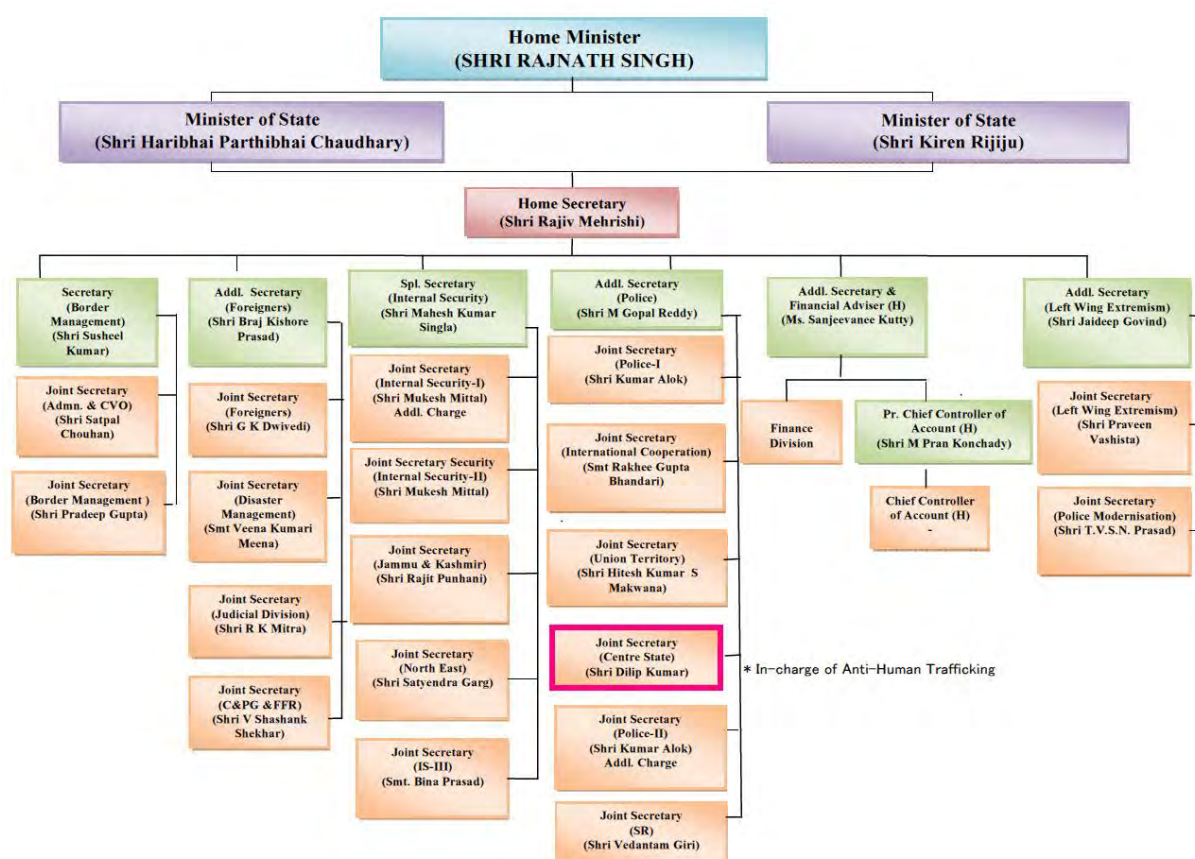 Home Minister
(SHRI RAJNATH SINGH)
Minister of State
(Shri Haribhai Parthibhai Chaudhary)
Minister of State
(Shri Kiren Rijiju)
Home Secretary
(Shri Rajiv Mehrishi)
Secretary
(Border
Management)
(Shri Susheel
Kumar)
Joint Secretary
(Admn. & CVO)
(Shri Satpal
Chouhan)
Joint Secretary
(Border Management )
(Shri Pradeep Gupta)
Addl. Secretary
(Foreigners)
(Shri Braj Kishore
Prasad)
Joint Secretary
(Foreigners)
(Shri G K Dwivedi)
Joint Secretary
(Disaster
Management)
(Smt Veena Kumari
Meena)
Joint Secretary
(Judicial Division)
(Shri R K Mitra)
Joint Secretary
(C&PG &FFR)
(Shri V Shashank
Shekhar)
Spl. Secretary
(Internal Security)
(Shri Mahesh Kumar
Singla)
Joint Secretary
(Internal Security-I)
(Shri Mukesh Mittal)
Addl. Charge
Joint Secretary Security
(Internal Security-II)
(Shri Mukesh Mittal)
Joint Secretary
(Jammu & Kashmir)
(Shri Rajit Punhani)
Joint Secretary
(North East)
(Shri Satyendra Garg)
Joint Secretary
(IS-III)
(Smt. Bina Prasad)
Addl. Secretary
(Police)
(Shri M Gopal Reddy)
Joint Secretary
(Police-I)
(Shri Kumar Alok)
Joint Secretary
(International Cooperation)
(Smt Rakhee Gupta
Bhandari)
Joint Secretary
(Union Territory)
(Shri Hitesh Kumar S
Makwana)
Joint Secretary
(Centre State)
(Shri Dilip Kumar)
* In-charge of Anti-Human Trafficking
Joint Secretary
(Police-II)
(Shri Kumar Alok)
Addl. Charge
Joint Secretary
(SR)
(Shri Vedantam Giri)
Addl. Secretary &
Financial Adviser (H)
(Ms. Sanjeevanee Kutty)
Finance
Division
Pr. Chief Controller of
Account (H)
(Shri M Pran Konchady)
Chief Controller
of Account (H)
-
Addl. Secretary
(Left Wing Extremism)
(Shri Jaideep Govind)
Joint Secretary
(Left Wing Extremism)
(Shri Praveen
Vashista)
Joint Secretary
(Police Modernisation)
(Shri T.V.S.N. Prasad)